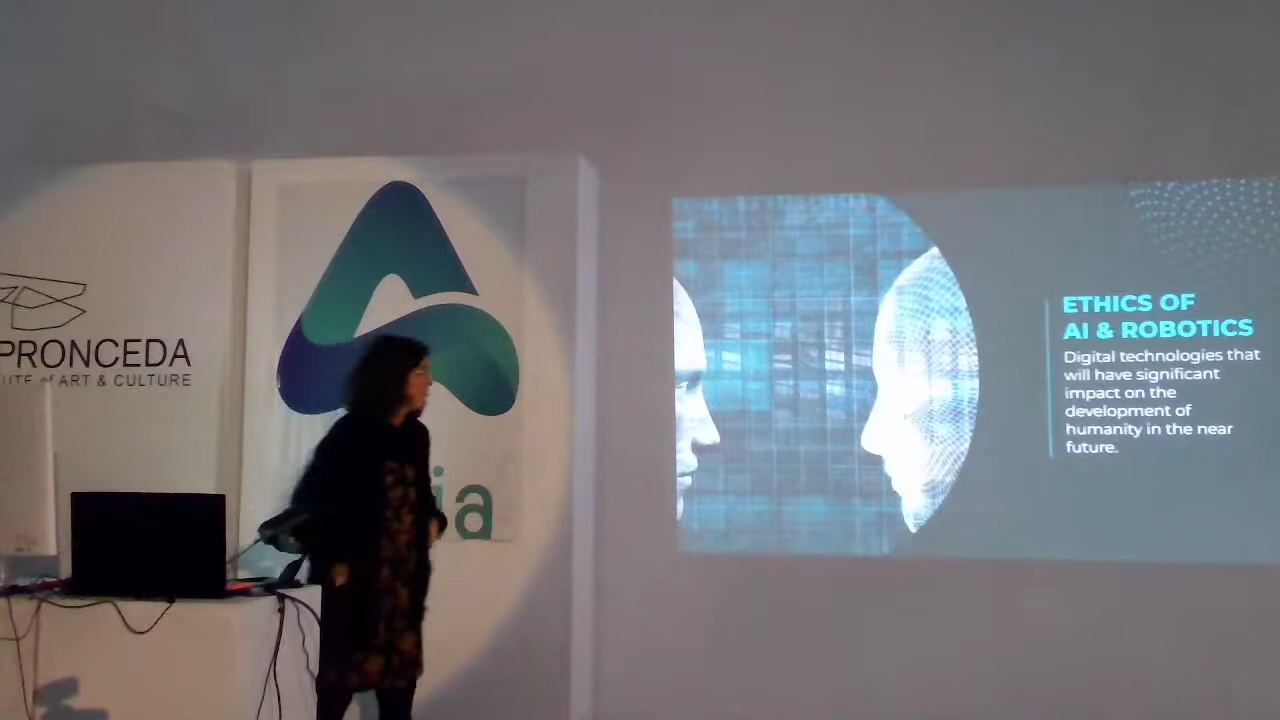 PRONCEDA
of ART & CULTURE
ia
ETHICS OF
AI & ROBOTICS
Digital technologies that
will have significant
impact on the
development of
humanity in the near
future.